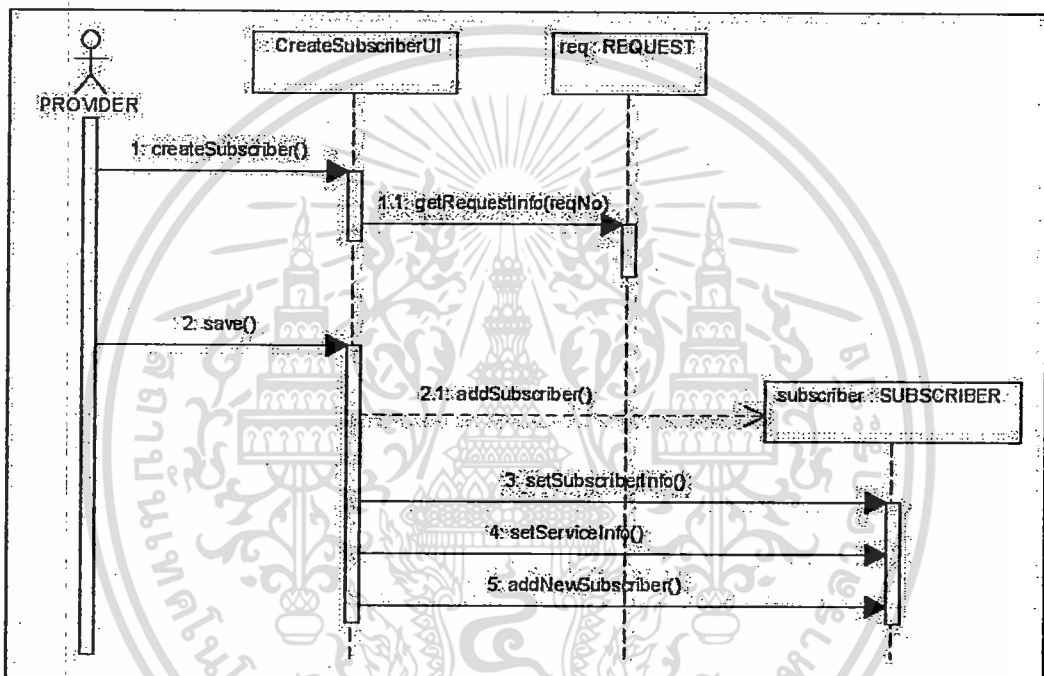 : CreateSubscriberUI
req : REQUEST
PROVIDER
1: createSubscriber()
1.1: getRequestInfo(reqNo)
2: save()
2.1: addSubscriber()
subscriber : SUBSCRIBER
3: setSubscriberInfo()
4: setServiceInfo()
5: addNewSubscriber()